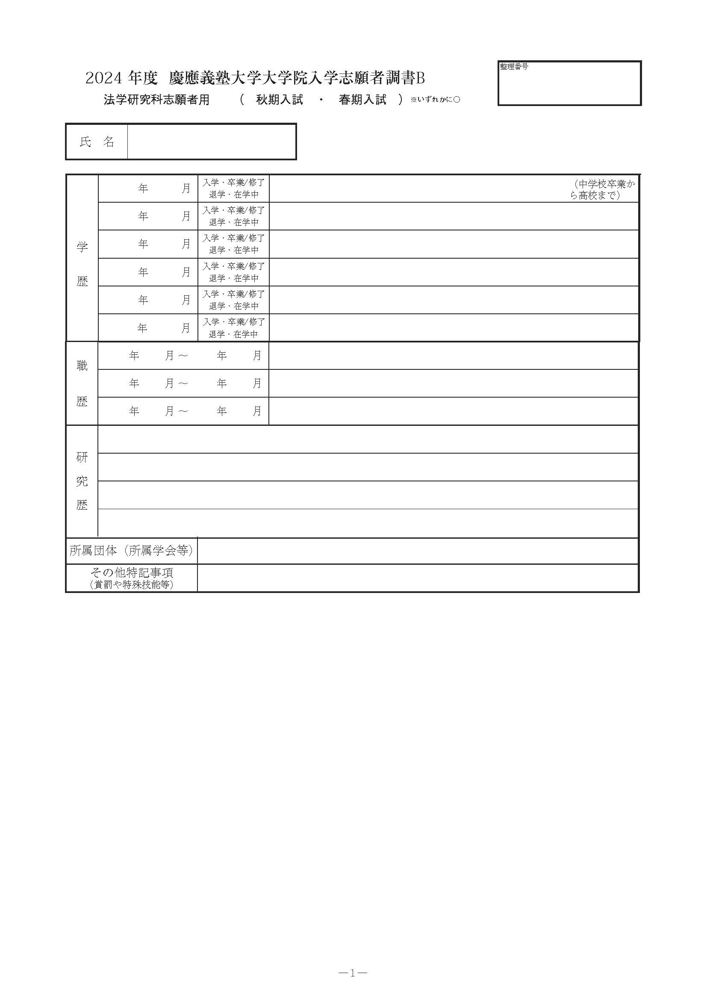 整理番号
2024 年度 慶應義塾大学大学院入学志願者調書B
法学研究科志願者用 ( 秋期入試 ・ 春期入試 ) ※いずれかに○
氏 名
学歴
年 月 入学・卒業/修了 (中学校卒業か
退学・在学中 ら高校まで)
年 月 入学・卒業/修了
退学・在学中
年 月 入学・卒業/修了
退学・在学中
年 月 入学・卒業/修了
退学・在学中
年 月 入学・卒業/修了
退学・在学中
年 月 入学・卒業/修了
退学・在学中
職歴
年 月～ 年 月
年 月～ 年 月
年 月～ 年 月
研究歴
所属団体（所属学会等）
その他特記事項
（賞罰や特殊技能等）
― 1 ―